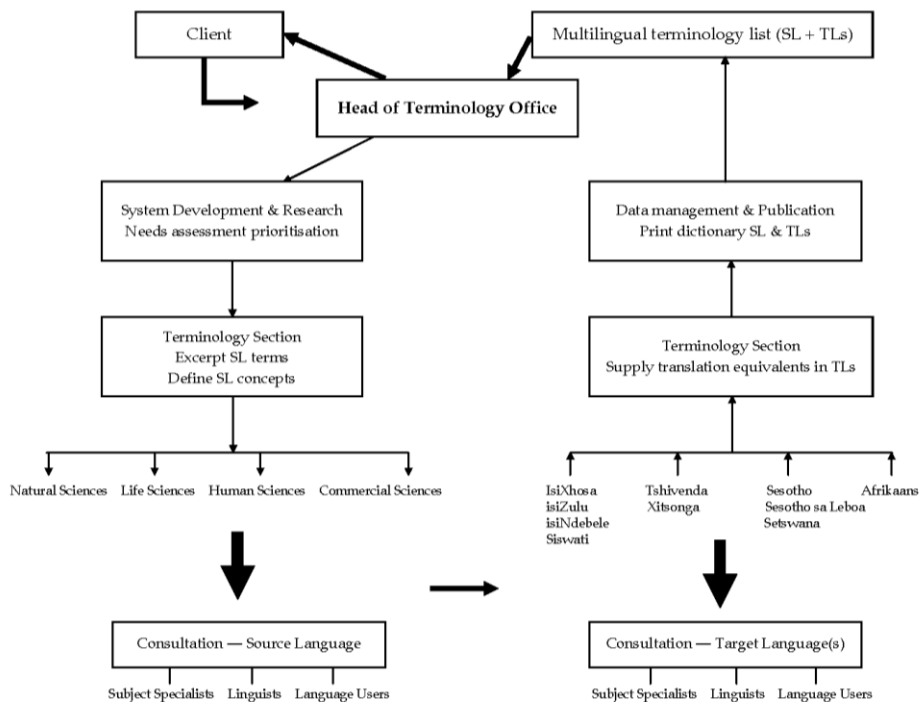 Client
Multilingual terminology list (SL + TLs)
Head of Terminology Office
System Development & Research
Needs assessment prioritisation
Data management & Publication
Print dictionary SL & TLs
Terminology Section
Excerpt SL terms
Define SL concepts
Terminology Section
Supply translation equivalents in TLs
Natural Sciences
Life Sciences
Human Sciences
Commercial Sciences
IsiXhosa
isiZulu
isiNdebele
Siswati
Tshivenda
Xitsonga
Sesotho
Sesotho sa Leboa
Setswana
Afrikaans
Consultation — Source Language
Subject Specialists
Linguists
Language Users
Consultation — Target Language(s)
Subject Specialists
Linguists
Language Users